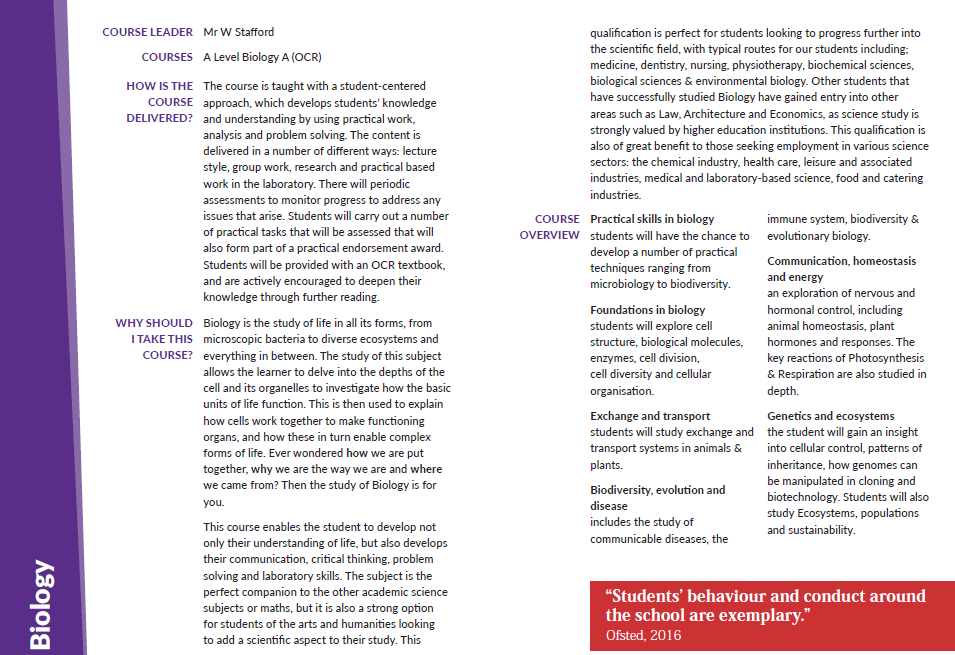 COURSE LEADER Mr W Stafford
COURSES A Level Biology A (OCR)
HOW IS THE
COURSE
DELIVERED?
The course is taught with a student-centered
approach, which develops students' knowledge
and understanding by using practical work,
analysis and problem solving. The content is
delivered in a number of different ways: lecture
style, group work, research and practical based
work in the laboratory. There will periodic
assessments to monitor progress to address any
issues that arise. Students will carry out a number
of practical tasks that will be assessed that will
also form part of a practical endorsement award.
Students will be provided with an OCR textbook,
and are actively encouraged to deepen their
knowledge through further reading.
WHY SHOULD
I TAKE THIS
COURSE?
Biology is the study of life in all its forms, from
microscopic bacteria to diverse ecosystems and
everything in between. The study of this subject
allows the learner to delve into the depths of the
cell and its organelles to investigate how the basic
units of life function. This is then used to explain
how cells work together to make functioning
organs, and how these in turn enable complex
forms of life. Ever wondered how we are put
together, why we are the way we are and where
we came from? Then the study of Biology is for
you.
This course enables the student to develop not
only their understanding of life, but also develops
their communication, critical thinking, problem
solving and laboratory skills. The subject is the
perfect companion to the other academic science
subjects or maths, but it is also a strong option
for students of the arts and humanities looking
to add a scientific aspect to their study. This
qualification is perfect for students looking to progress further into
the scientific field, with typical routes for our students including;
medicine, dentistry, nursing, physiotherapy, biochemical sciences,
biological sciences & environmental biology. Other students that
have successfully studied Biology have gained entry into other
areas such as Law, Architecture and Economics, as science study is
strongly valued by higher education institutions. This qualification is
also of great benefit to those seeking employment in various science
sectors: the chemical industry, health care, leisure and associated
industries, medical and laboratory-based science, food and catering
industries.
COURSE
OVERVIEW
Practical skills in biology
students will have the chance to
develop a number of practical
techniques ranging from
microbiology to biodiversity.
Foundations in biology
students will explore cell
structure, biological molecules,
enzymes, cell division,
cell diversity and cellular
organisation.
Exchange and transport
students will study exchange and
transport systems in animals &
plants.
Biodiversity, evolution and
disease
includes the study of
communicable diseases, the
immune system, biodiversity &
evolutionary biology.
Communication, homeostasis
and energy
an exploration of nervous and
hormonal control, including
animal homeostasis, plant
hormones and responses. The
key reactions of Photosynthesis
& Respiration are also studied in
depth.
Genetics and ecosystems
the student will gain an insight
into cellular control, patterns of
inheritance, how genomes can
be manipulated in cloning and
biotechnology. Students will also
study Ecosystems, populations
and sustainability.
“Students’ behaviour and conduct around
the school are exemplary.”
Ofsted, 2016
Biology